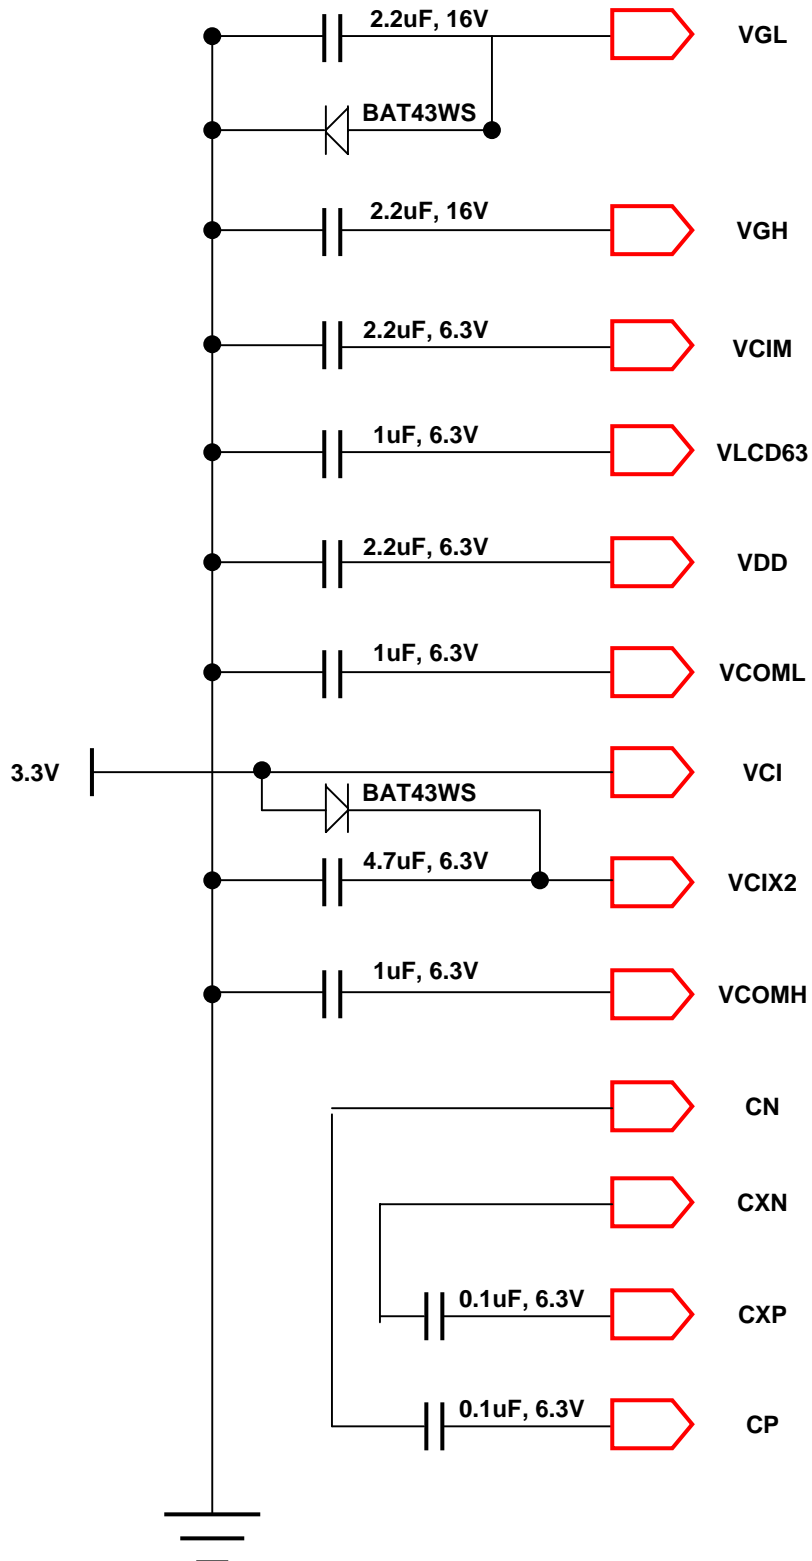 2.2uF, 16V
VGL
BAT43WS
2.2uF, 16V
VGH
2.2uF, 6.3V
VCIM
1uF, 6.3V
VLCD63
2.2uF, 6.3V
VDD
1uF, 6.3V
VCOML
3.3V
VCI
BAT43WS
4.7uF, 6.3V
VCIX2
1uF, 6.3V
VCOMH
CN
CXN
0.1uF, 6.3V
CXP
0.1uF, 6.3V
CP